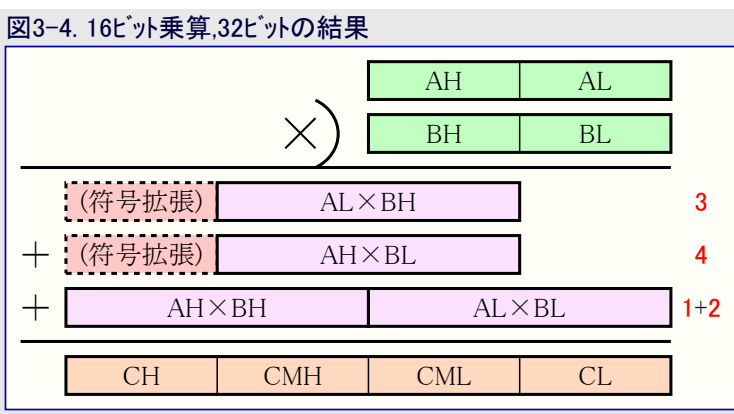 図3-4. 16ﾋﾞｯﾄ乗算,32ﾋﾞｯﾄの結果
AH AL
× BH BL
(符号拡張) AL×BH 3
+ (符号拡張) AH×BL 4
+ AH×BH AL×BL 1+2
CH CMH CML CL